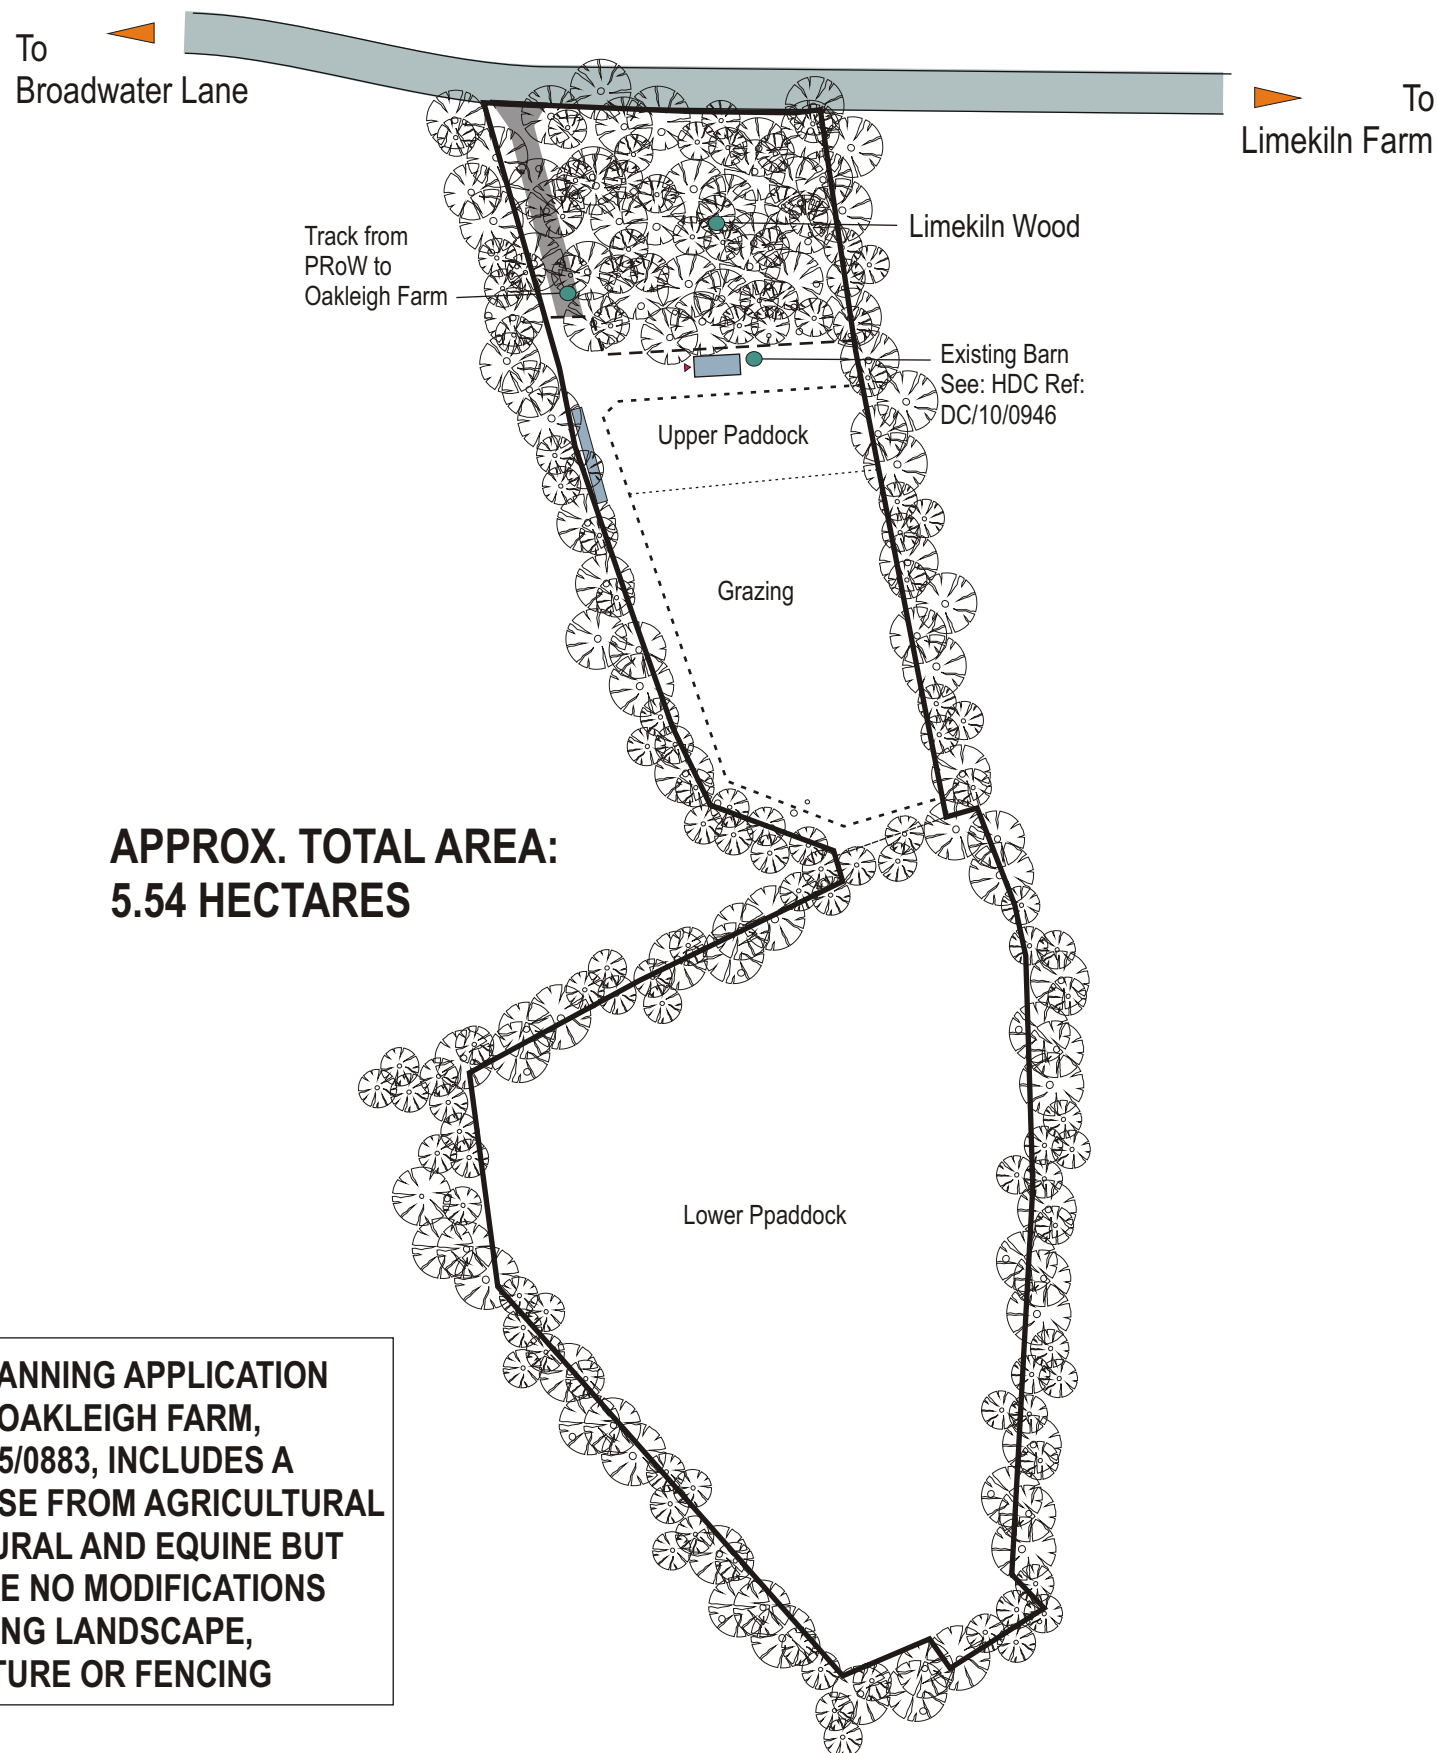 To
Broadwater Lane
To
Limekiln Farm
Track from
PRoW to
Oakleigh Farm
Limekiln Wood
Existing Barn
See: HDC Ref:
DC/10/0946
Upper Paddock
Grazing
APPROX. TOTAL AREA:
5.54 HECTARES
Lower Ppaddock
ANNING APPLICATION
OAKLEIGH FARM,
5/0883, INCLUDES A
SE FROM AGRICULTURAL
URAL AND EQUINE BUT
E NO MODIFICATIONS
NG LANDSCAPE,
TURE OR FENCING